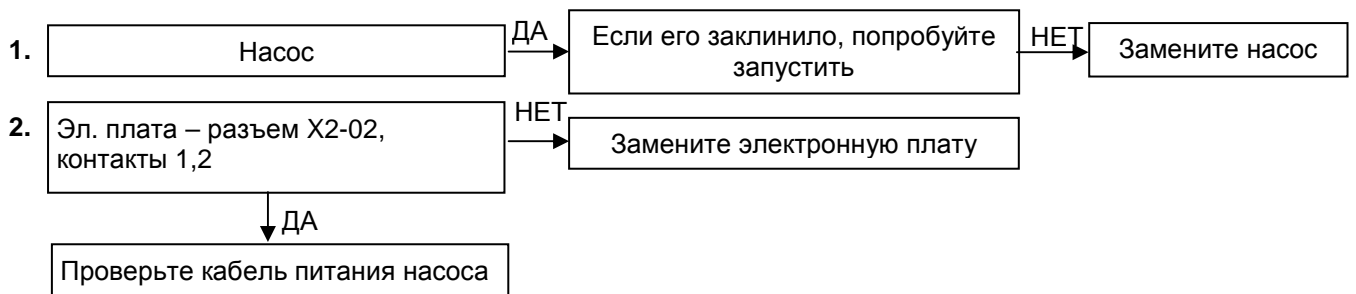 1.
Насос
ДА
Если его заклинило, попробуйте
запустить
НЕТ
Замените насос
2.
Эл. плата – разъем Х2-02,
контакты 1,2
НЕТ
Замените электронную плату
ДА
Проверьте кабель питания насоса